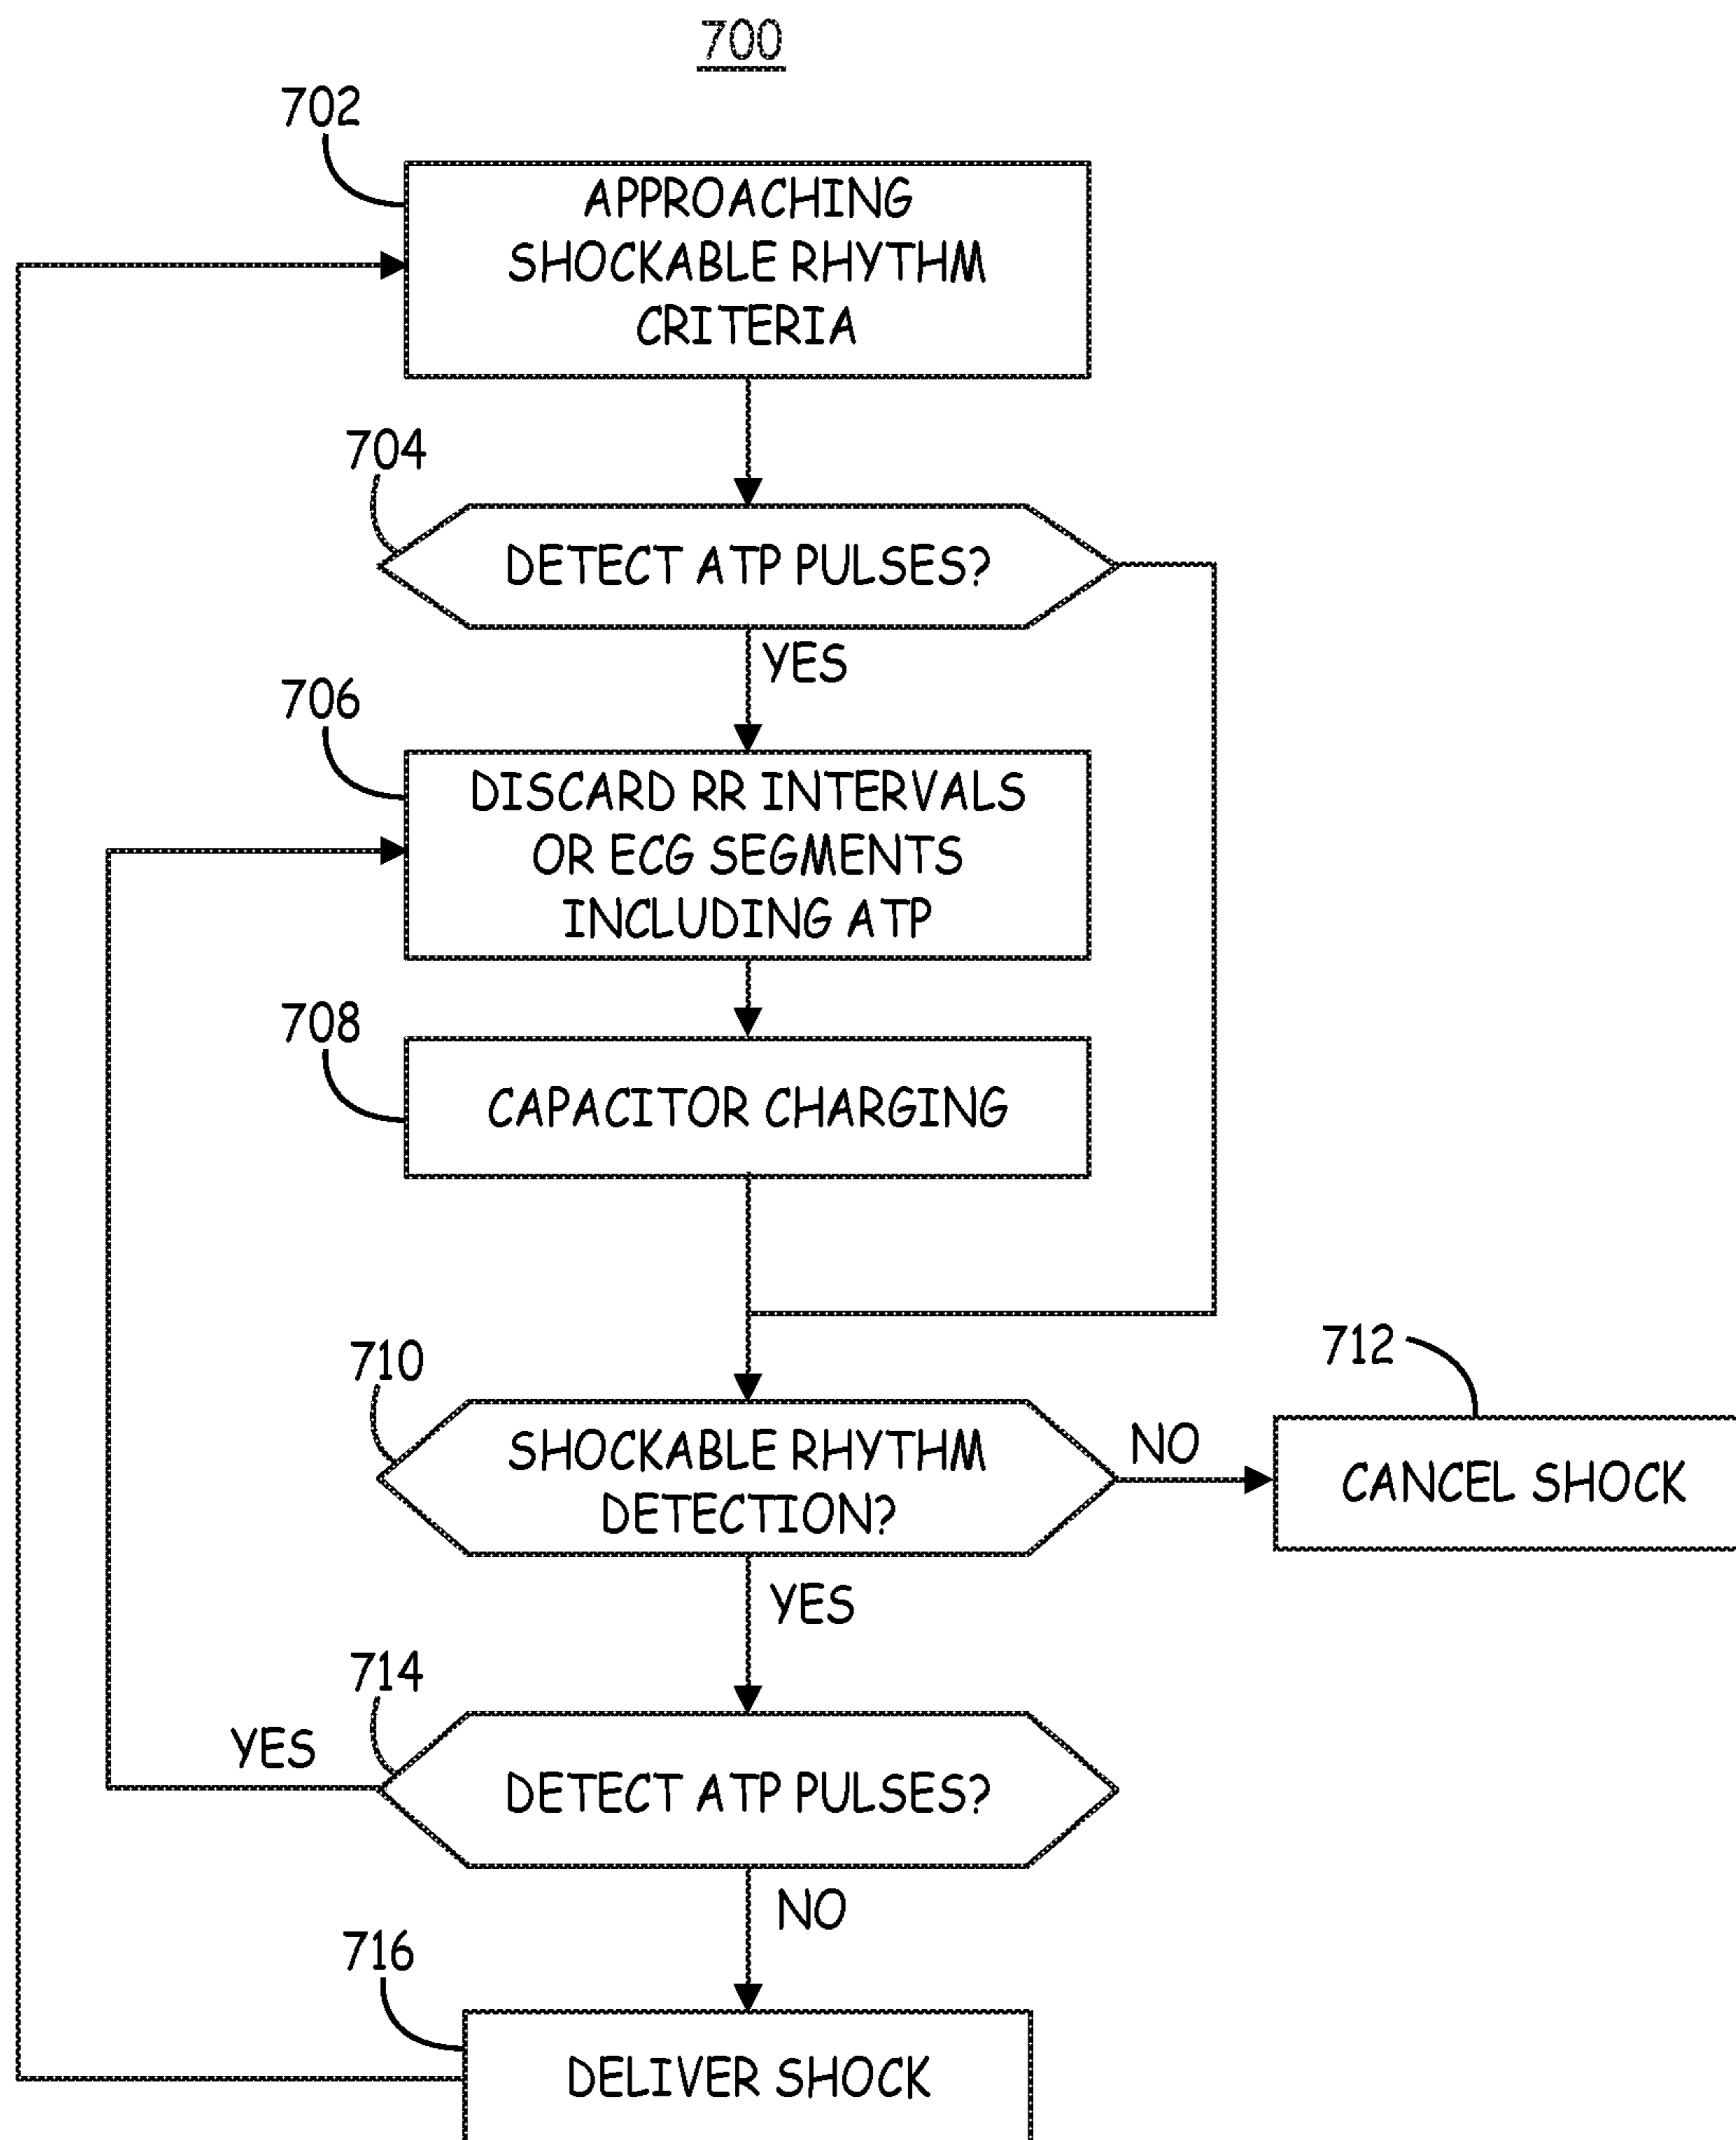 700
702
APPROACHING
SHOCKABLE RHYTHM
CRITERIA
704
DETECT ATP PULSES?
YES
706
DISCARD RR INTERVALS
OR ECG SEGMENTS
INCLUDING ATP
708
CAPACITOR CHARGING
710
SHOCKABLE RHYTHM
DETECTION?
NO
712
CANCEL SHOCK
YES
714
YES
DETECT ATP PULSES?
NO
716
DELIVER SHOCK